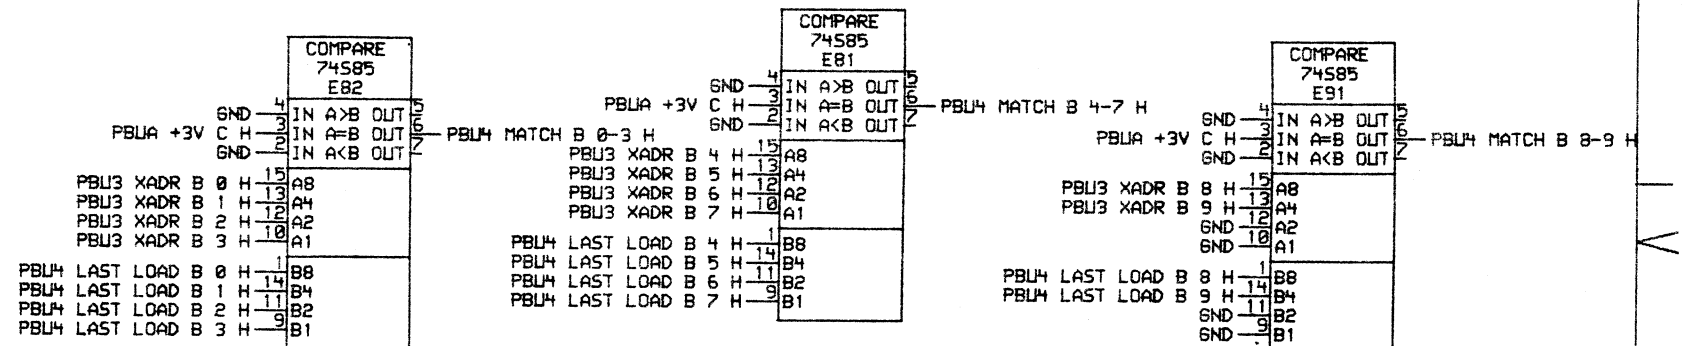 COMPARE
74S85
E82
GND 4 IN A>B OUT 5
PBUA +3V C H 3 IN A=B OUT 6 PBU4 MATCH B 0-3 H
GND 2 IN A<B OUT 7
PBU3 XADR B 0 H 15 A8
PBU3 XADR B 1 H 13 A4
PBU3 XADR B 2 H 12 A2
PBU3 XADR B 3 H 10 A1
PBU4 LAST LOAD B 0 H 1 B8
PBU4 LAST LOAD B 1 H 14 B4
PBU4 LAST LOAD B 2 H 11 B2
PBU4 LAST LOAD B 3 H 9 B1
COMPARE
74S85
E81
GND 4 IN A>B OUT 5
PBUA +3V C H 3 IN A=B OUT 6 PBU4 MATCH B 4-7 H
GND 2 IN A<B OUT 7
PBU3 XADR B 4 H 15 A8
PBU3 XADR B 5 H 13 A4
PBU3 XADR B 6 H 12 A2
PBU3 XADR B 7 H 10 A1
PBU4 LAST LOAD B 4 H 1 B8
PBU4 LAST LOAD B 5 H 14 B4
PBU4 LAST LOAD B 6 H 11 B2
PBU4 LAST LOAD B 7 H 9 B1
COMPARE
74S85
E91
GND 4 IN A>B OUT 5
PBUA +3V C H 3 IN A=B OUT 6 PBU4 MATCH B 8-9 H
GND 2 IN A<B OUT 7
PBU3 XADR B 8 H 15 A8
PBU3 XADR B 9 H 13 A4
GND 12 A2
GND 10 A1
PBU4 LAST LOAD B 8 H 1 B8
PBU4 LAST LOAD B 9 H 14 B4
GND 11 B2
GND 9 B1